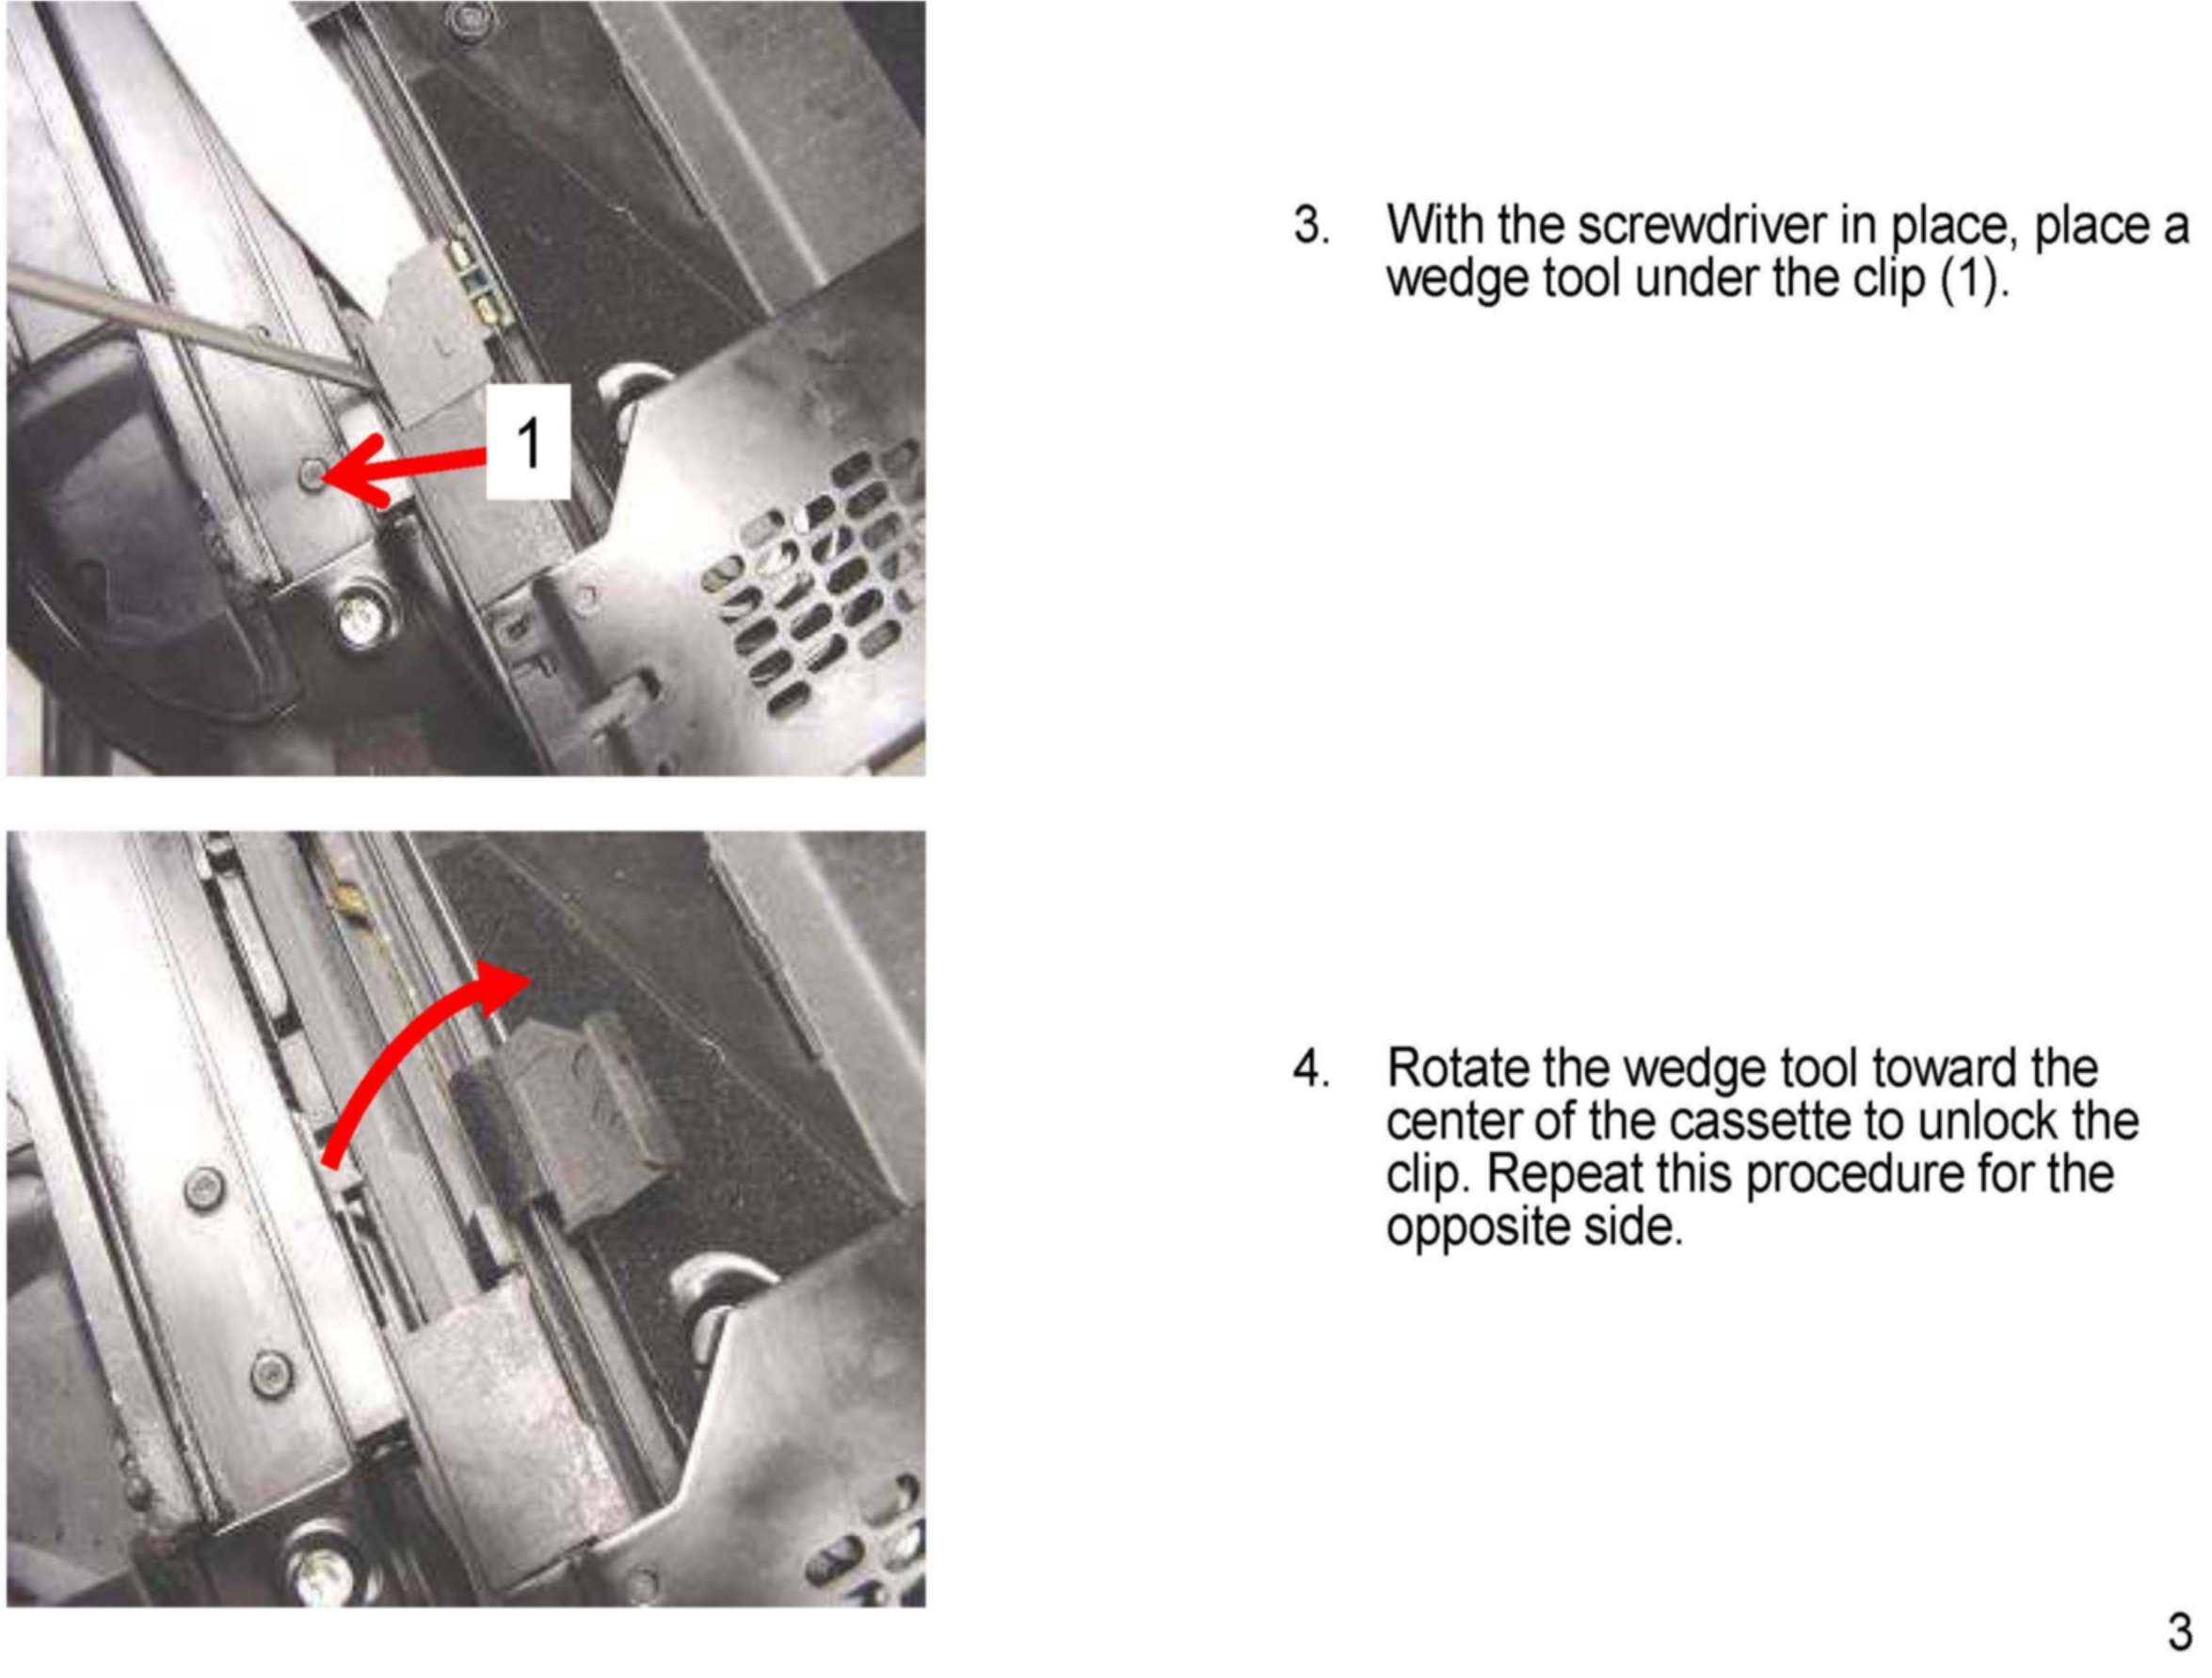 1
3. With the screwdriver in place, place a
wedge tool under the clip (1).
4. Rotate the wedge tool toward the
center of the cassette to unlock the
clip. Repeat this procedure for the
opposite side.
3